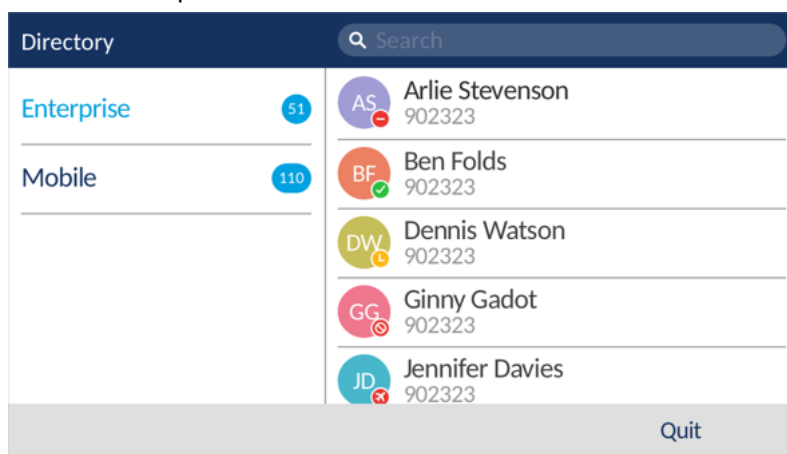 Directory
Search
Enterprise 51
Mobile 110
AS Arlie Stevenson
902323
BF Ben Folds
902323
DW Dennis Watson
902323
GG Ginny Gadot
902323
JD Jennifer Davies
902323
Quit